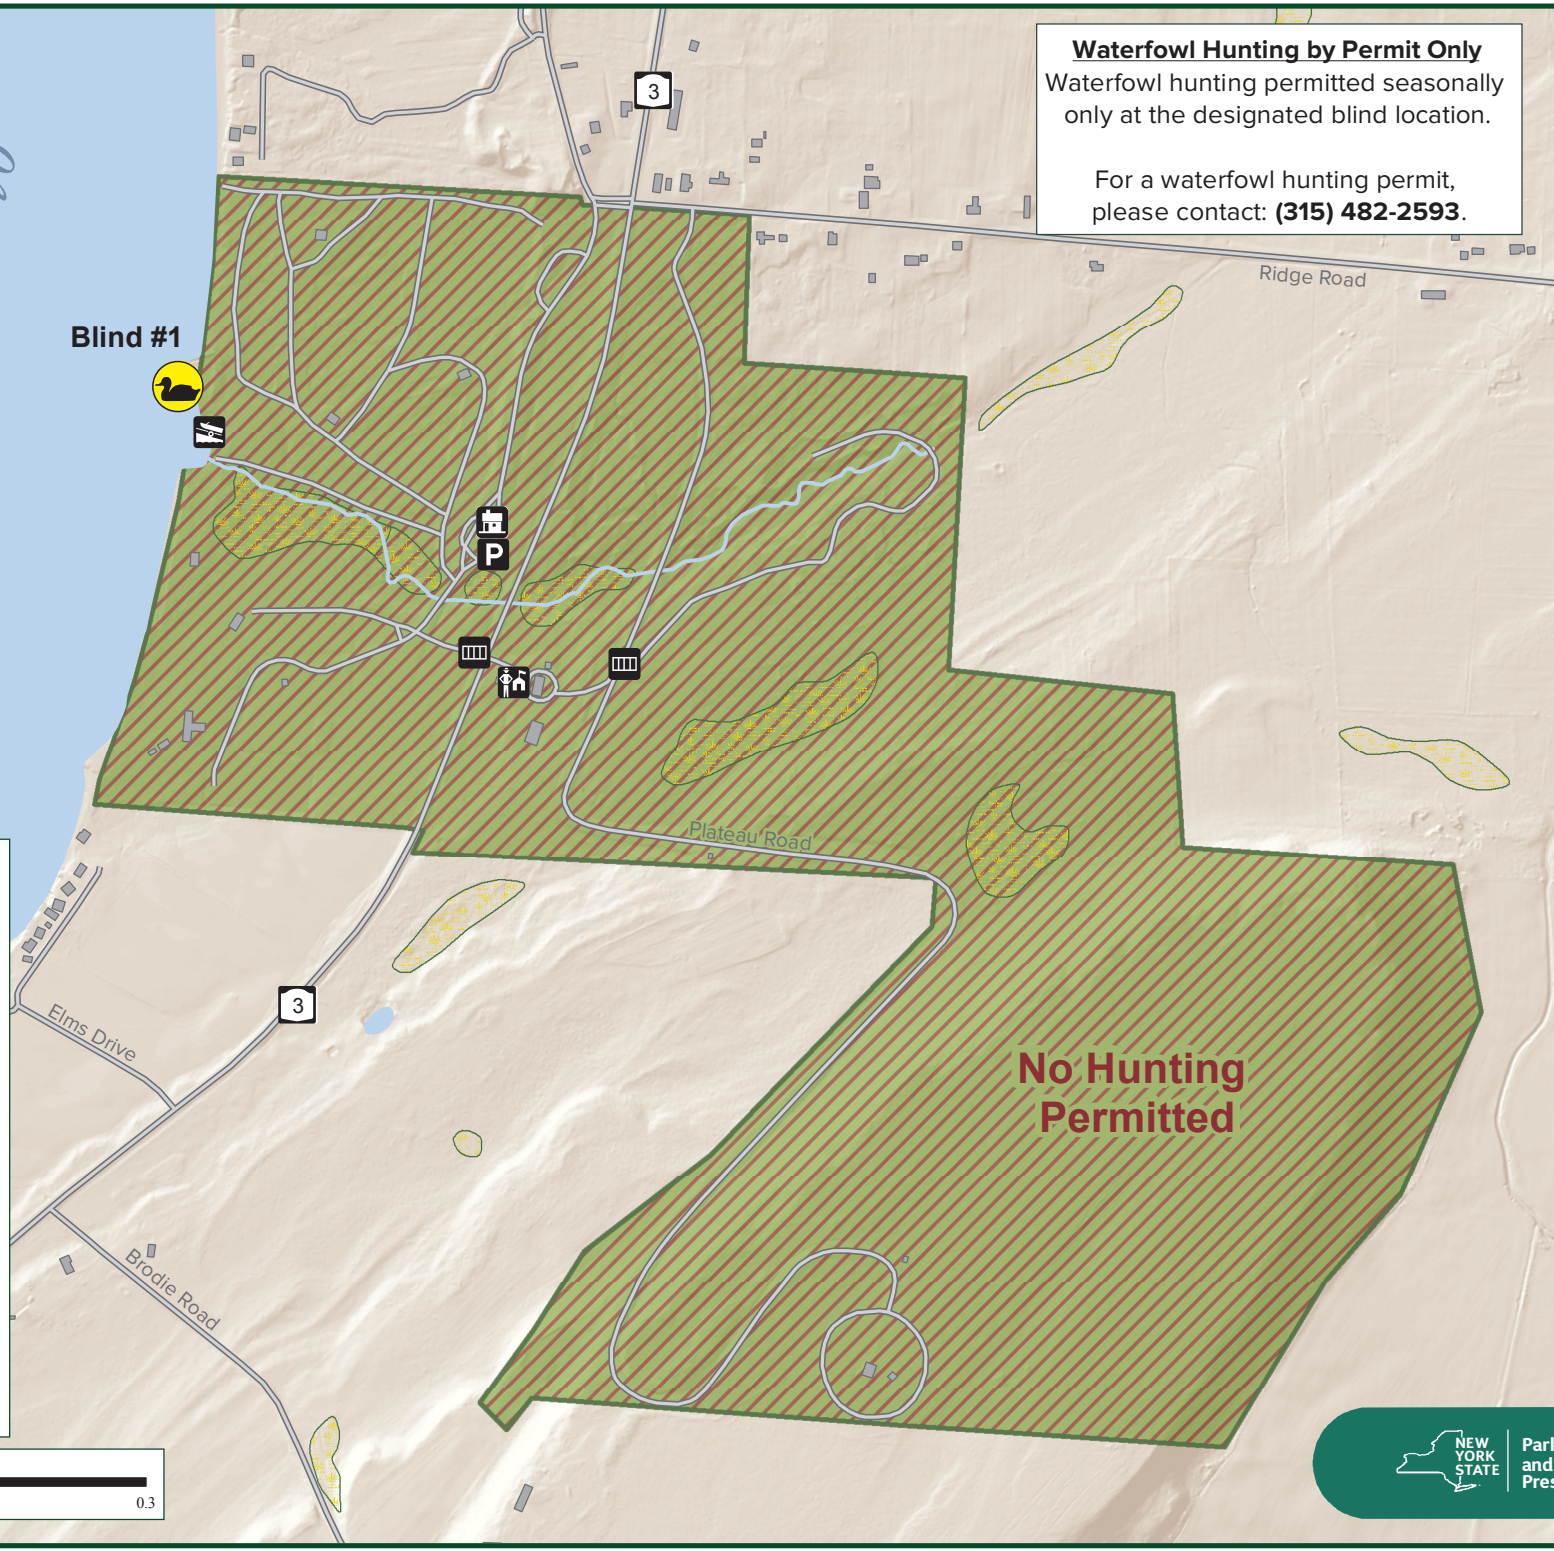 Waterfowl Hunting by Permit Only
Waterfowl hunting permitted seasonally
only at the designated blind location.
For a waterfowl hunting permit,
please contact: (315) 482-2593.
3
Ridge Road
Blind #1
P
Plateau Road
3
Elms Drive
No Hunting
Permitted
Brodie Road
0.3
NEW
YORK
STATE
and